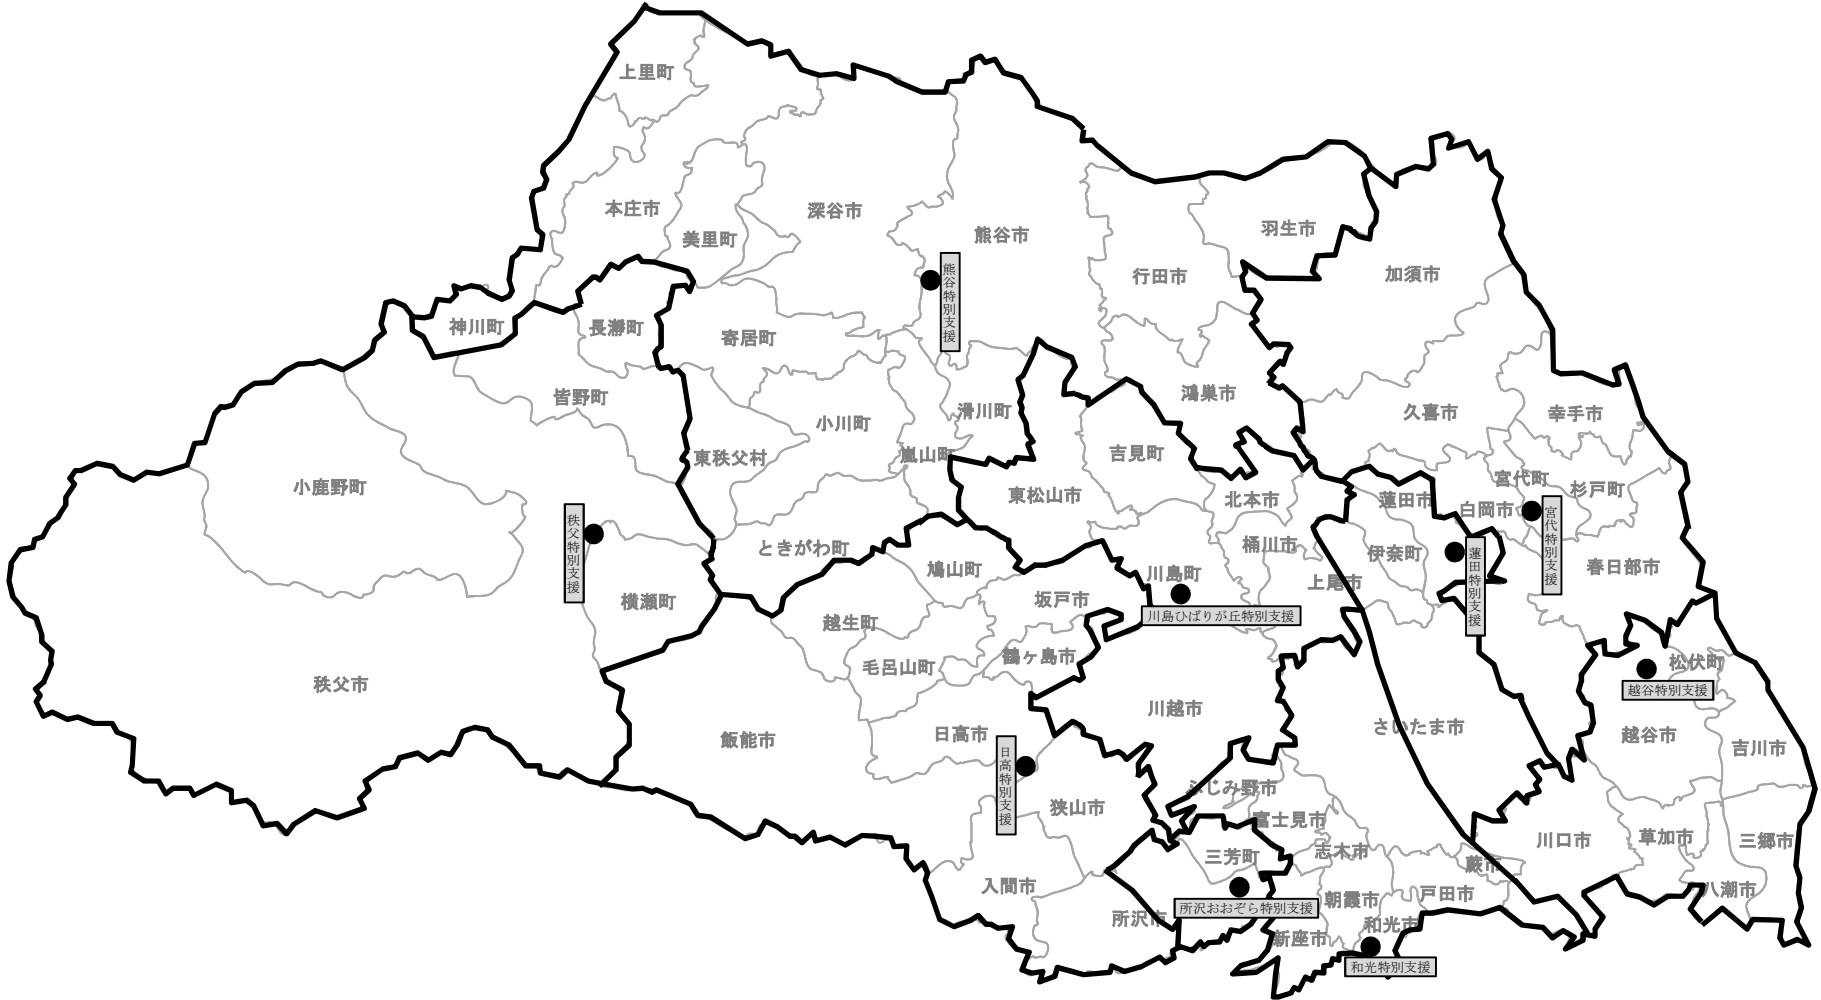 上里町
本庄市
美里町
深谷市
熊谷市
羽生市
行田市
加須市
熊谷特別支援
神川町
長瀞町
寄居町
皆野町
小川町
滑川町
鴻巣市
久喜市
幸手市
嵐山町
東秩父村
吉見町
小鹿野町
東松山市
北本市
蓮田市
白岡市
宮代町
杉戸町
宮代特別支援
秩父特別支援
ときがわ町
桶川市
伊奈町
蓮田特別支援
春日部市
鳩山町
川島町
上尾市
横瀬町
坂戸市
川島ひばりが丘特別支援
越生町
毛呂山町
鶴ヶ島市
松伏町
越谷特別支援
秩父市
川越市
さいたま市
越谷市
吉川市
飯能市
日高市
日高特別支援
狭山市
ふじみ野市
富士見市
川口市
草加市
三郷市
三芳町
志木市
蕨市
入間市
朝霞市
戸田市
八潮市
所沢市
所沢おおぞら特別支援
和光市
新座市
和光特別支援